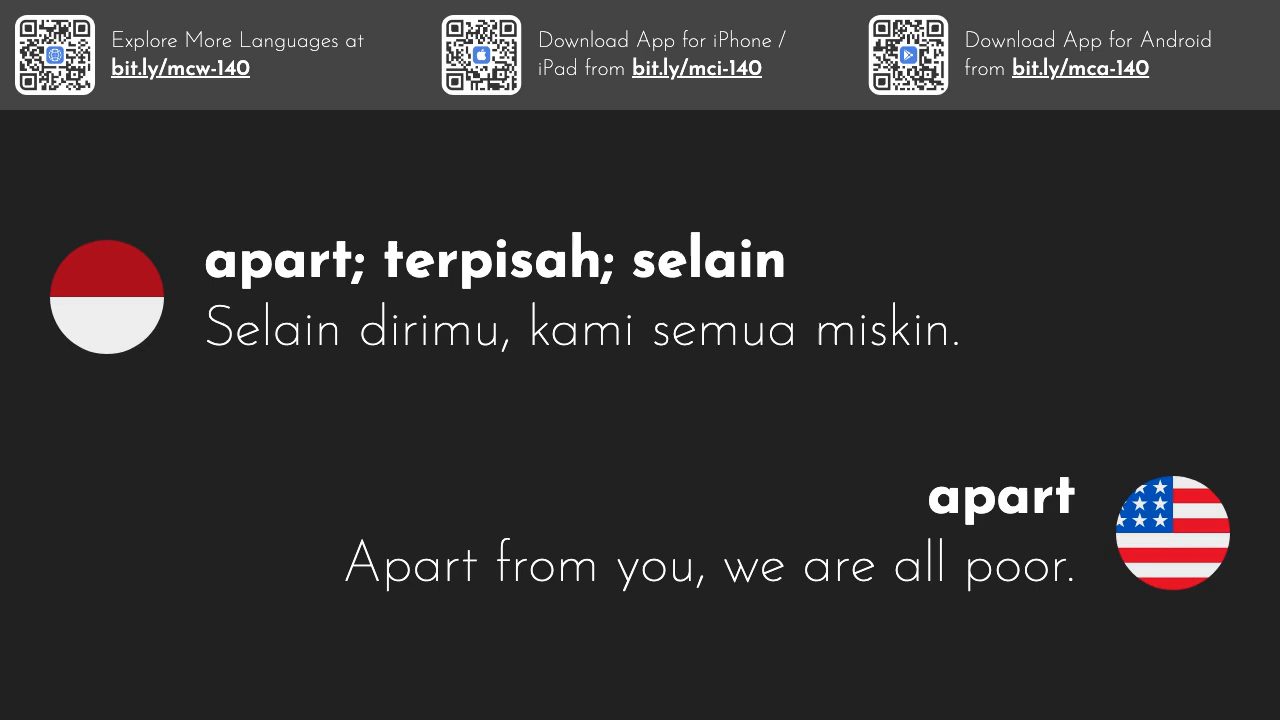 Explore More Languages at
bit.ly/mcw-140
Download App for iPhone /
iPad from bit.ly/mci-140
Download App for Android
from bit.ly/mca-140
apart; terpisah; selain
Selain dirimu, kami semua miskin.
apart
Apart from you, we are all poor.